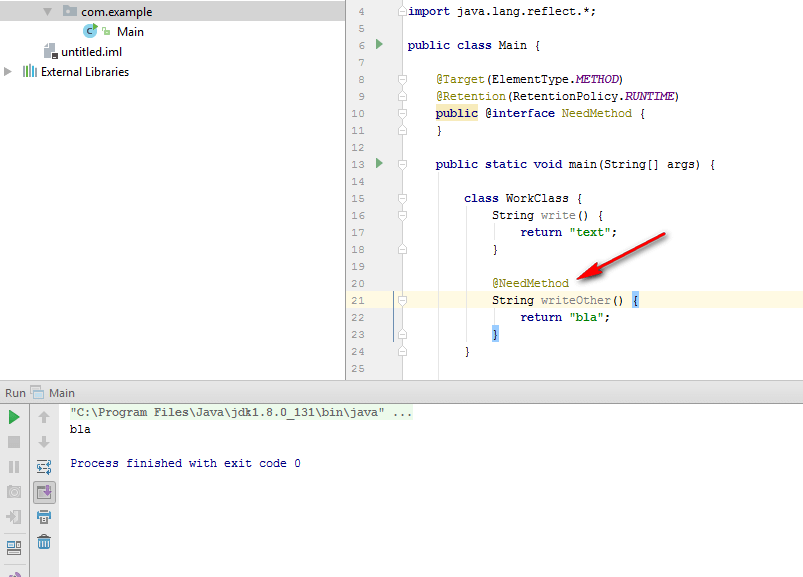 com.example
C Main
untitled.iml
External Libraries
4 import java.lang.reflect.*;
5
6 public class Main {
7
8 @Target(ElementType.METHOD)
9 @Retention(RetentionPolicy.RUNTIME)
10 public @interface NeedMethod {
11 }
12
13 public static void main(String[] args) {
14
15 class WorkClass {
16 String write() {
17 return "text";
18 }
19
20 @NeedMethod
21 String writeOther() {
22 return "bla";
23 }
24 }
25
Run Main
"C:\Program Files\Java\jdk1.8.0_131\bin\java" ...
bla
Process finished with exit code 0